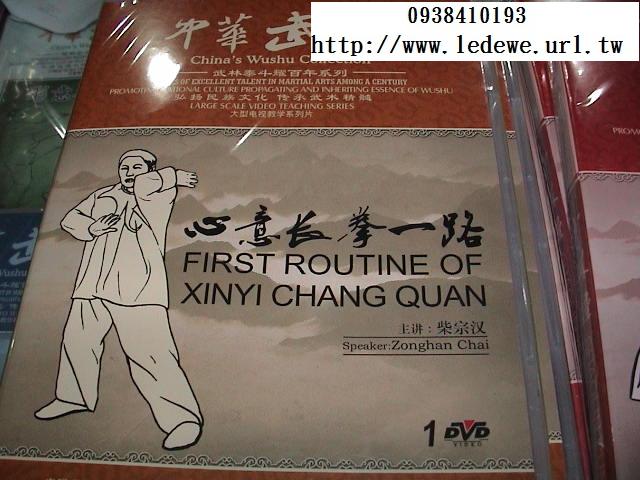 0938410193
http://www.ledewe.url.tw
中華武
China's Wushu Collection
武林泰斗耀百年系列
OF EXCELLENT TALENT IN MARTIAL ARTS AMONG A CENTURY
PROMOTING NATIONAL CULTURE PROPAGATING AND INHERITING ESSENCE OF WUSHU
弘扬民族文化 传承武术精髓
LARGE SCALE VIDEO TEACHING SERIES
大型电视教学系列片
心意长拳一路
FIRST ROUTINE OF
XINYI CHANG QUAN
主讲:柴宗汉
Speaker:Zonghan Chai
1 DVD
VIDEO